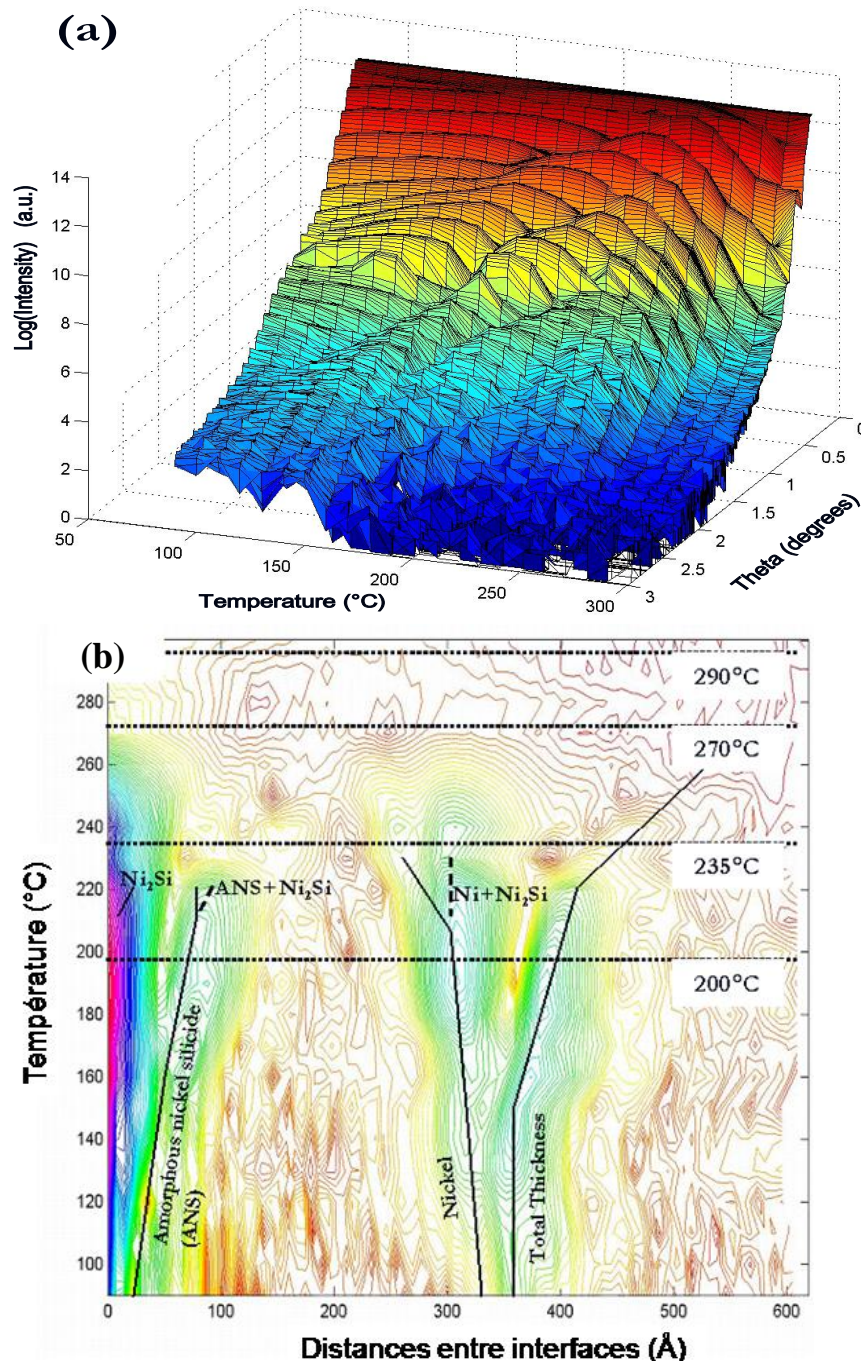 (a)
Log(Intensity) (a.u.)
14
12
10
8
6
4
2
0
50
100
150
200
250
300
Temperature (°C)
0
0.5
1
1.5
2
2.5
3
Theta (degrees)
(b)
Température (°C)
280
260
240
220
200
180
160
140
120
100
290°C
270°C
235°C
200°C
Ni₂Si
ANS+Ni₂Si
Ni+Ni₂Si
Amorphous nickel silicide
(ANS)
Nickel
Total Thickness
0
100
200
300
400
500
600
Distances entre interfaces (Å)